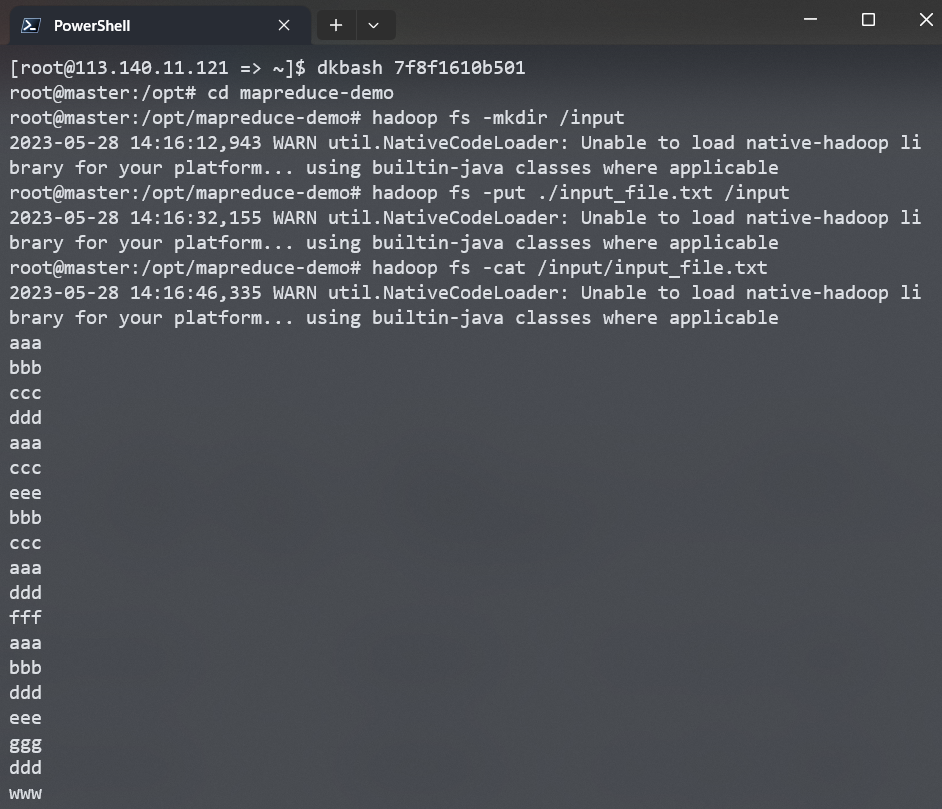 PowerShell
[root@113.140.11.121 => ~]$ dkbash 7f8f1610b501
root@master:/opt# cd mapreduce-demo
root@master:/opt/mapreduce-demo# hadoop fs -mkdir /input
2023-05-28 14:16:12,943 WARN util.NativeCodeLoader: Unable to load native-hadoop li
brary for your platform... using builtin-java classes where applicable
root@master:/opt/mapreduce-demo# hadoop fs -put ./input_file.txt /input
2023-05-28 14:16:32,155 WARN util.NativeCodeLoader: Unable to load native-hadoop li
brary for your platform... using builtin-java classes where applicable
root@master:/opt/mapreduce-demo# hadoop fs -cat /input/input_file.txt
2023-05-28 14:16:46,335 WARN util.NativeCodeLoader: Unable to load native-hadoop li
brary for your platform... using builtin-java classes where applicable
aaa
bbb
ccc
ddd
aaa
ccc
eee
bbb
ccc
aaa
ddd
fff
aaa
bbb
ddd
eee
ggg
ddd
www